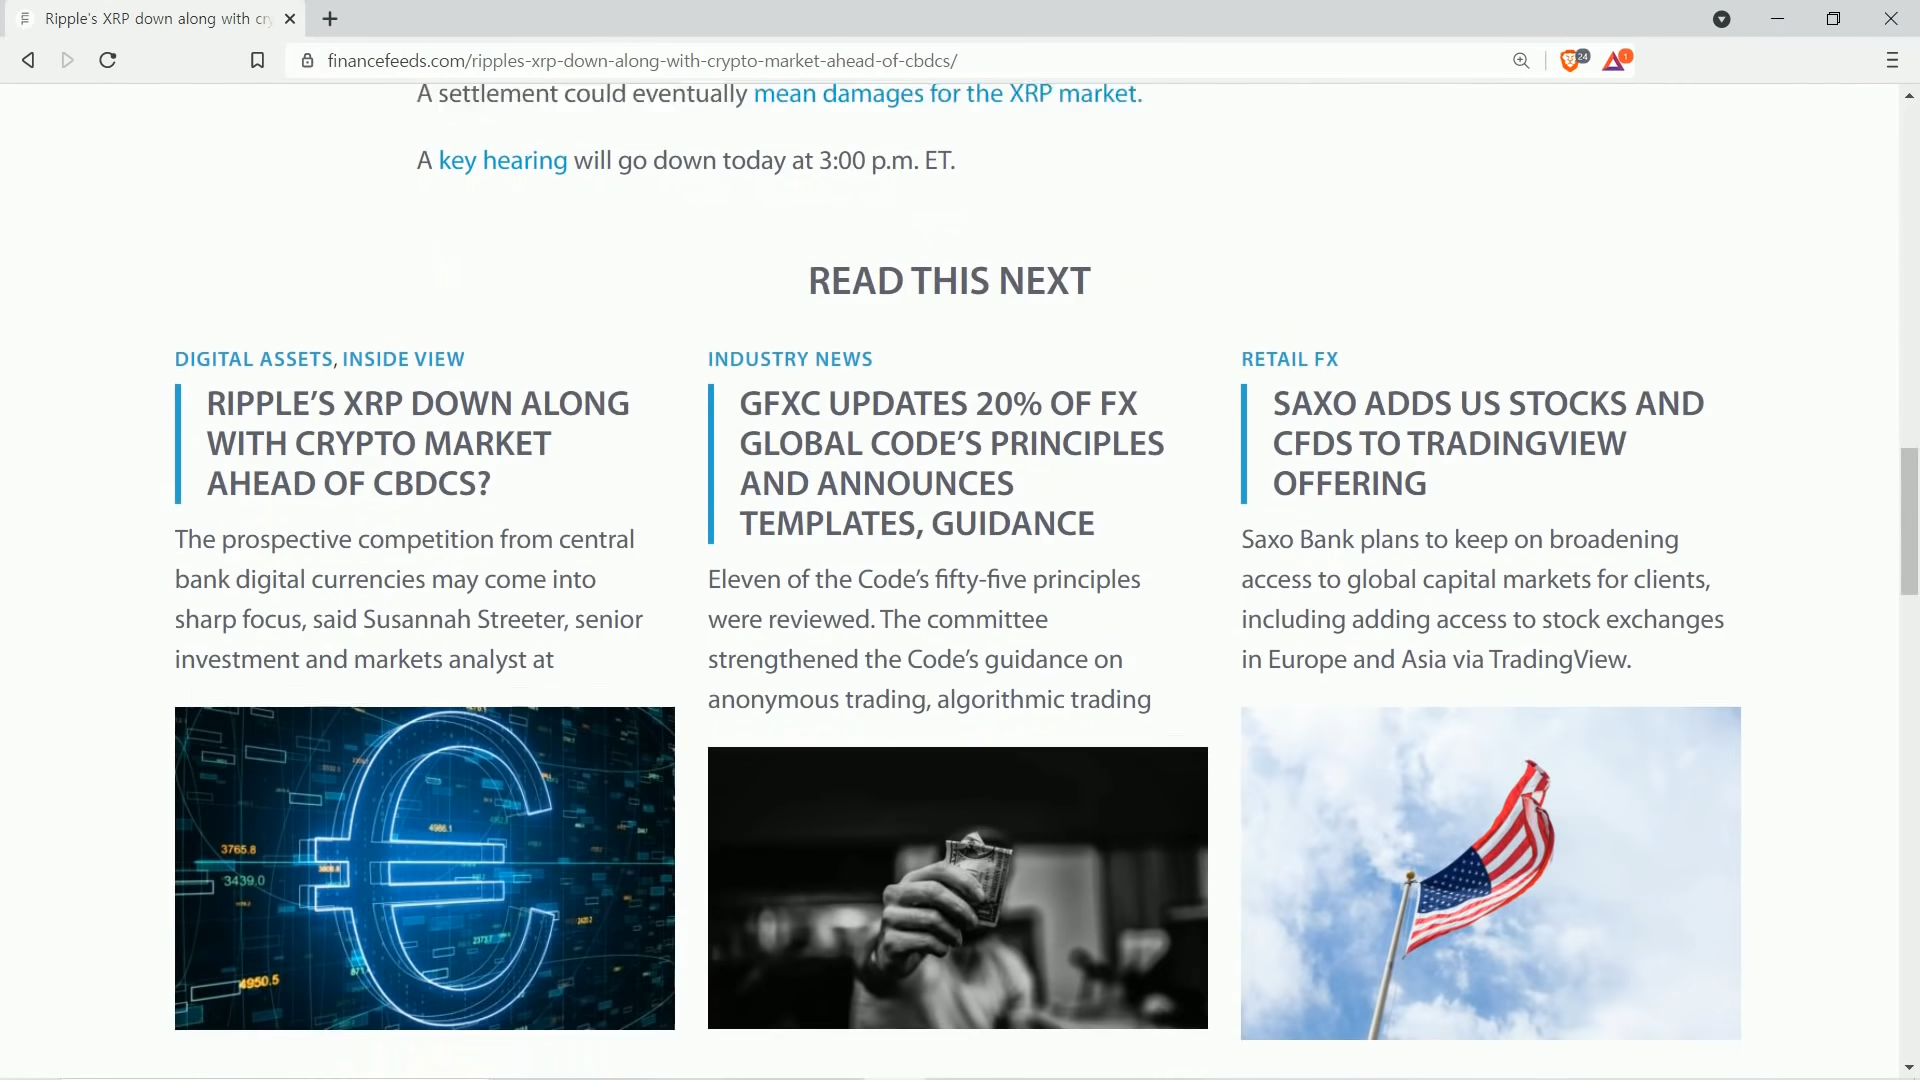 Ripple's XRP down along with cr
financefeeds.com/ripples-xrp-down-along-with-crypto-market-ahead-of-cbdcs/
24
1
A settlement could eventually mean damages for the XRP market.
A key hearing will go down today at 3:00 p.m. ET.
READ THIS NEXT
DIGITAL ASSETS, INSIDE VIEW
RIPPLE’S XRP DOWN ALONG
WITH CRYPTO MARKET
AHEAD OF CBDCS?
The prospective competition from central
bank digital currencies may come into
sharp focus, said Susannah Streeter, senior
investment and markets analyst at
3765.8
3439.0
4986.1
4950.5
INDUSTRY NEWS
GFXC UPDATES 20% OF FX
GLOBAL CODE’S PRINCIPLES
AND ANNOUNCES
TEMPLATES, GUIDANCE
Eleven of the Code’s fifty-five principles
were reviewed. The committee
strengthened the Code’s guidance on
anonymous trading, algorithmic trading
RETAIL FX
SAXO ADDS US STOCKS AND
CFDS TO TRADINGVIEW
OFFERING
Saxo Bank plans to keep on broadening
access to global capital markets for clients,
including adding access to stock exchanges
in Europe and Asia via TradingView.